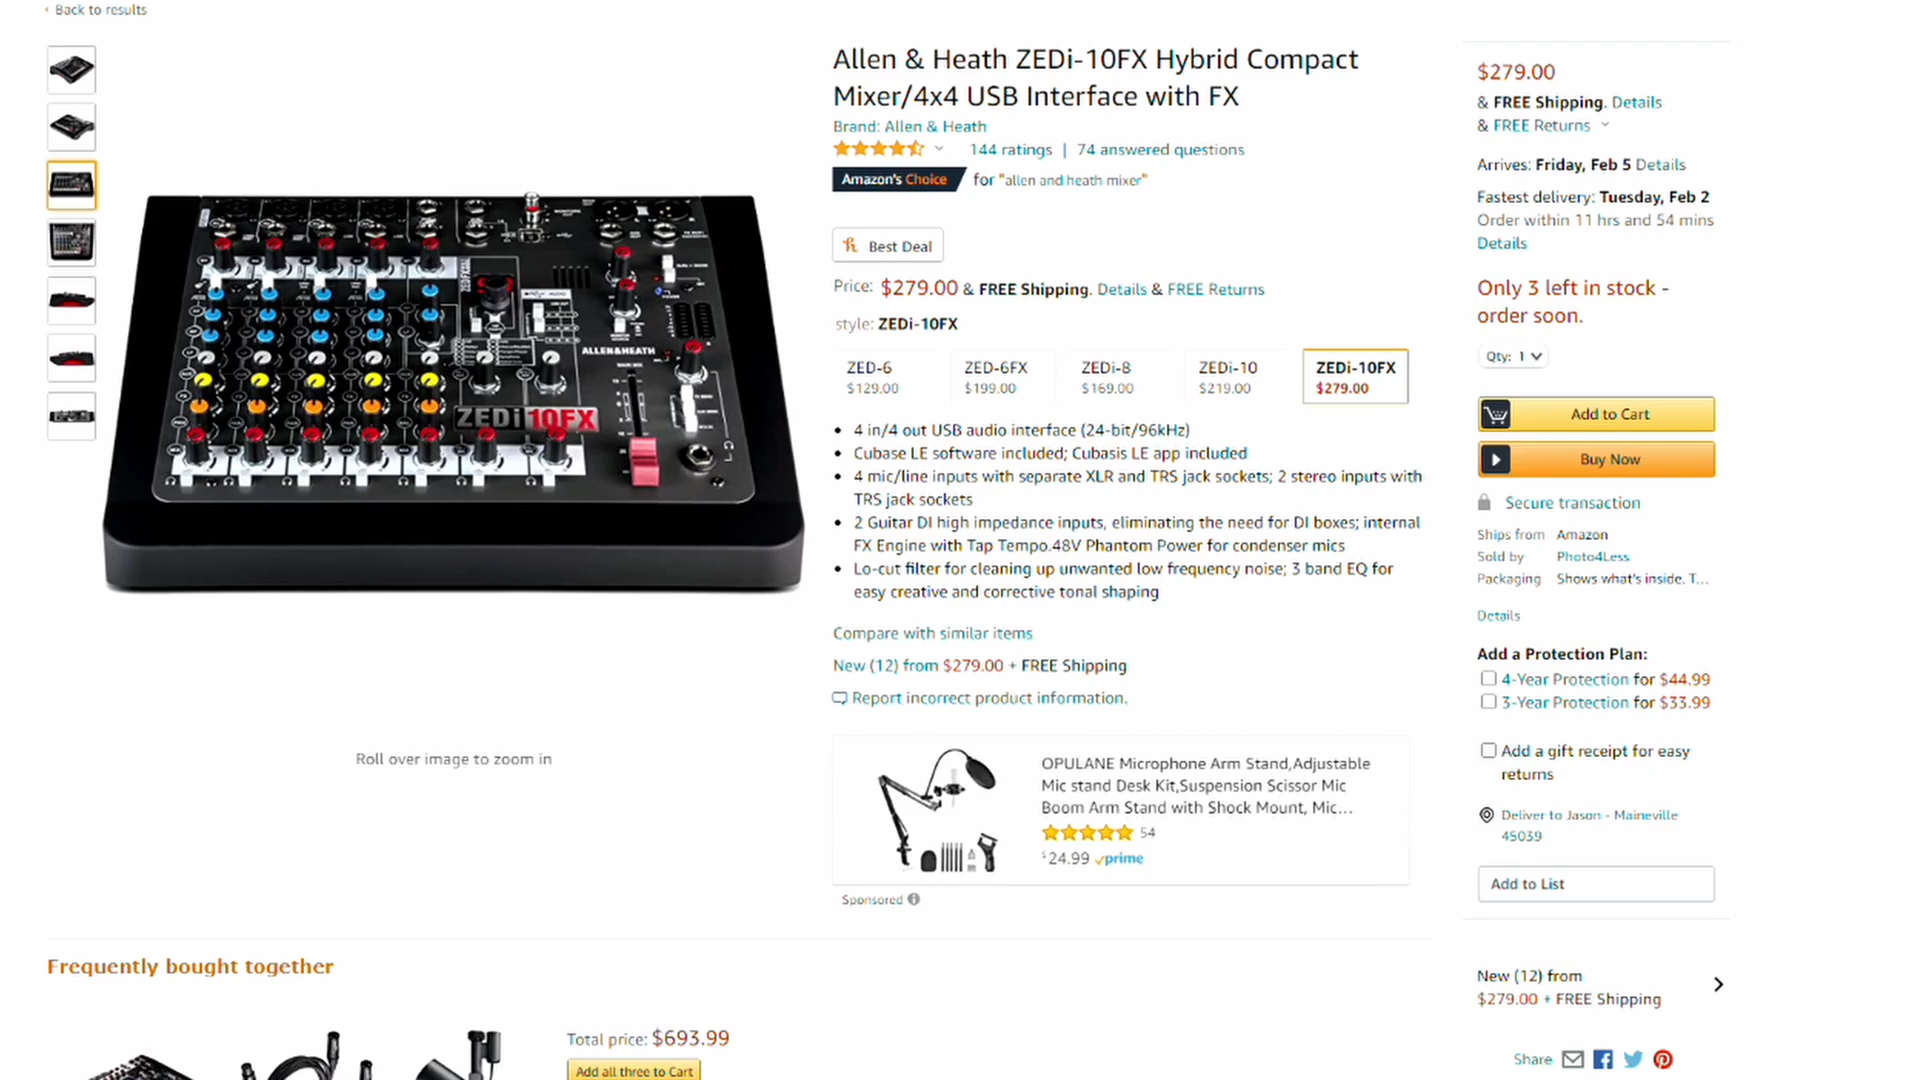 ‹ Back to results
Allen & Heath ZEDi-10FX Hybrid Compact
Mixer/4x4 USB Interface with FX
Brand: Allen & Heath
144 ratings | 74 answered questions
Amazon's Choice for "allen and heath mixer"
Best Deal
Price: $279.00 & FREE Shipping. Details & FREE Returns
style: ZEDi-10FX
ZED-6 ZED-6FX ZEDi-8 ZEDi-10 ZEDi-10FX
$129.00 $199.00 $169.00 $219.00 $279.00
• 4 in/4 out USB audio interface (24-bit/96kHz)
• Cubase LE software included; Cubasis LE app included
• 4 mic/line inputs with separate XLR and TRS jack sockets; 2 stereo inputs with
TRS jack sockets
• 2 Guitar DI high impedance inputs, eliminating the need for DI boxes; internal
FX Engine with Tap Tempo.48V Phantom Power for condenser mics
• Lo-cut filter for cleaning up unwanted low frequency noise; 3 band EQ for
easy creative and corrective tonal shaping
Compare with similar items
New (12) from $279.00 + FREE Shipping
Report incorrect product information.
ALLEN&HEATH
ZEDi 10FX
Roll over image to zoom in
OPULANE Microphone Arm Stand,Adjustable
Mic stand Desk Kit,Suspension Scissor Mic
Boom Arm Stand with Shock Mount, Mic...
54
$24.99 prime
Sponsored
$279.00
& FREE Shipping. Details
& FREE Returns
Arrives: Friday, Feb 5 Details
Fastest delivery: Tuesday, Feb 2
Order within 11 hrs and 54 mins
Details
Only 3 left in stock -
order soon.
Qty: 1
Add to Cart
Buy Now
Secure transaction
Ships from Amazon
Sold by Photo4Less
Packaging Shows what's inside. T...
Details
Add a Protection Plan:
4-Year Protection for $44.99
3-Year Protection for $33.99
Add a gift receipt for easy
returns
Deliver to Jason - Maineville
45039
Add to List
New (12) from
$279.00 + FREE Shipping
Share
Frequently bought together
Total price: $693.99
Add all three to Cart